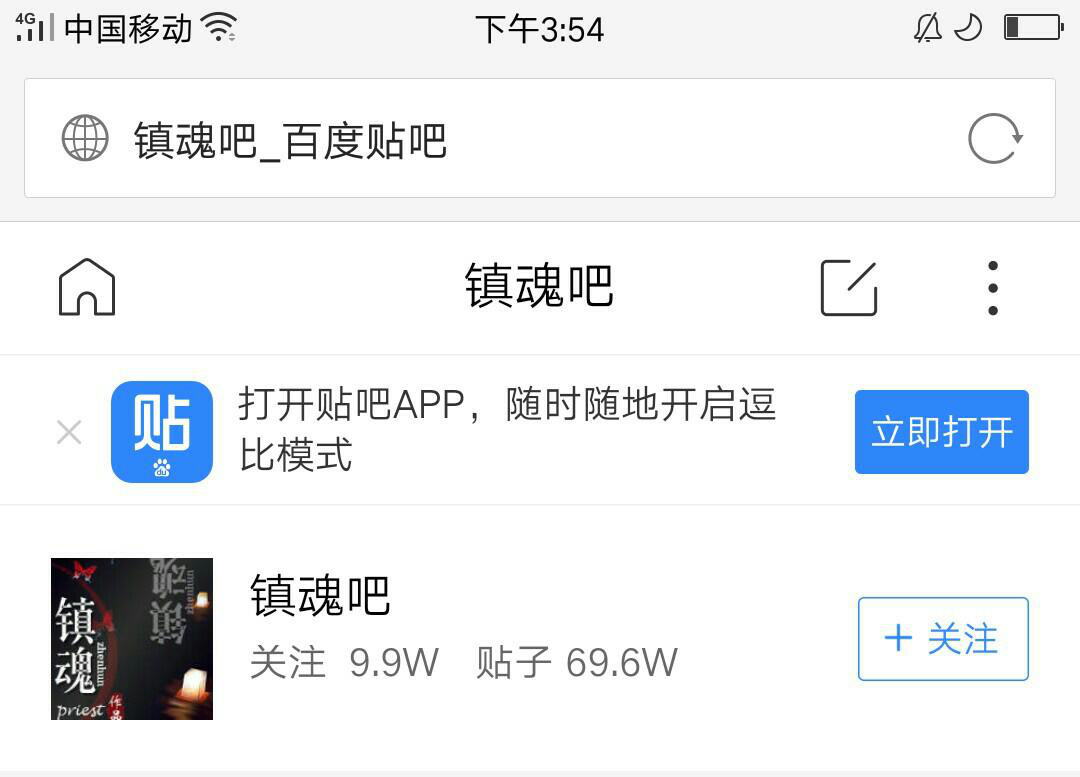 4G 中国移动 下午3:54
镇魂吧_百度贴吧
镇魂吧
贴 du 打开贴吧APP，随时随地开启逗
比模式
立即打开
镇魂
zhenhun
镇魂
zhenhun
priest 作品
镇魂吧
关注 9.9W 贴子 69.6W
+ 关注